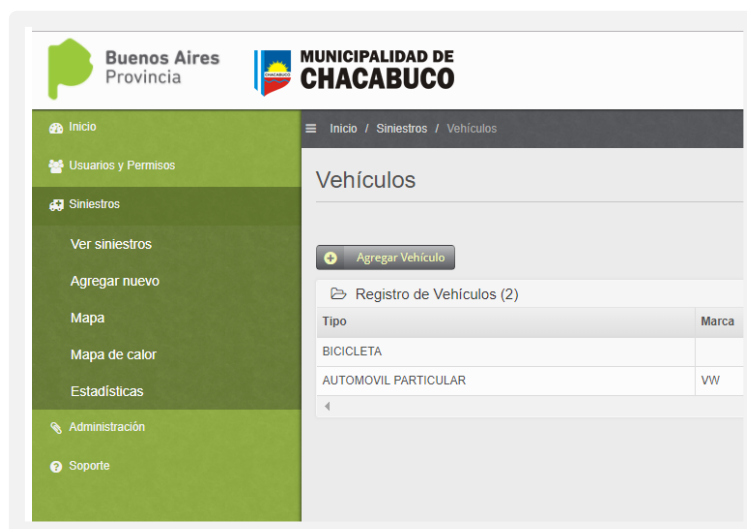 Buenos Aires
Provincia
CHACABUCO
MUNICIPALIDAD DE
CHACABUCO
Inicio
Usuarios y Permisos
Siniestros
Ver siniestros
Agregar nuevo
Mapa
Mapa de calor
Estadísticas
Administración
Soporte
Inicio / Siniestros / Vehículos
Vehículos
Agregar Vehículo
Registro de Vehículos (2)
Tipo Marca
BICICLETA
AUTOMOVIL PARTICULAR VW